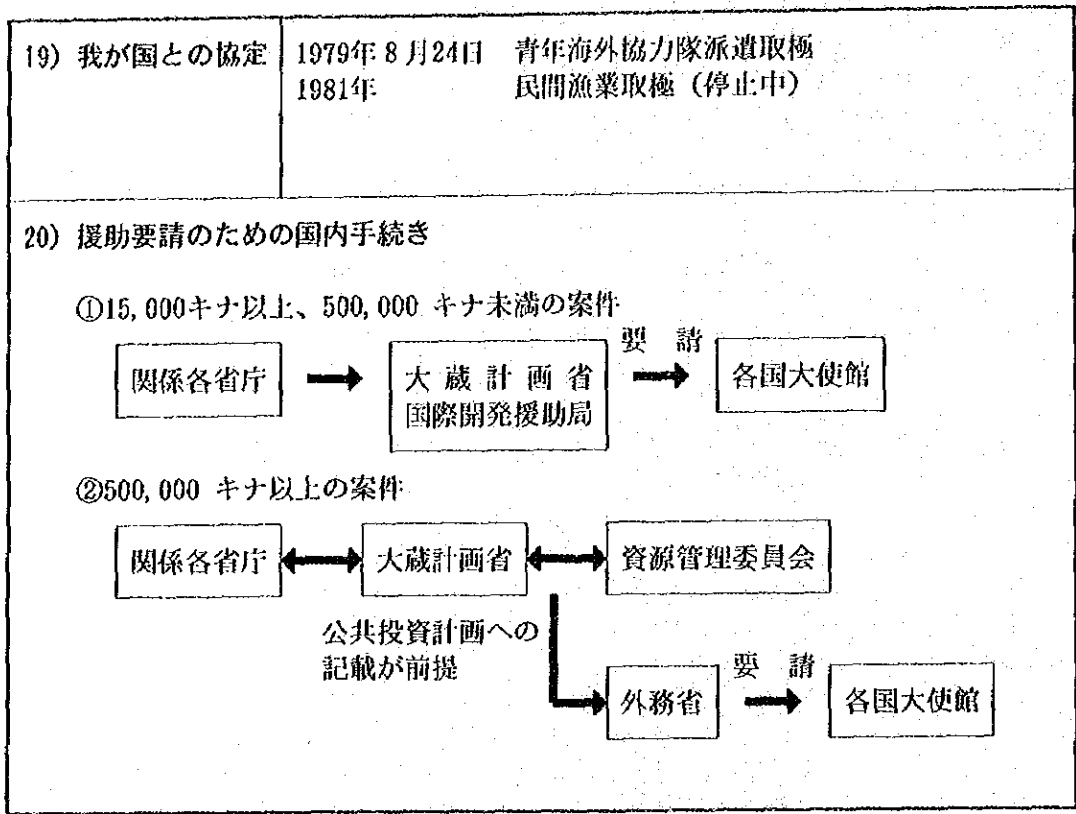 19) 我が国との協定
1979年8月24日 青年海外協力隊派遣取極
1981年 民間漁業取極 (停止中)
20) 援助要請のための国内手続き
①15,000キナ以上、500,000 キナ未満の案件
関係各省庁
大蔵計画省
国際開発援助局
要請
各国大使館
②500,000 キナ以上の案件
関係各省庁
大蔵計画省
資源管理委員会
公共投資計画への
記載が前提
外務省
要請
各国大使館